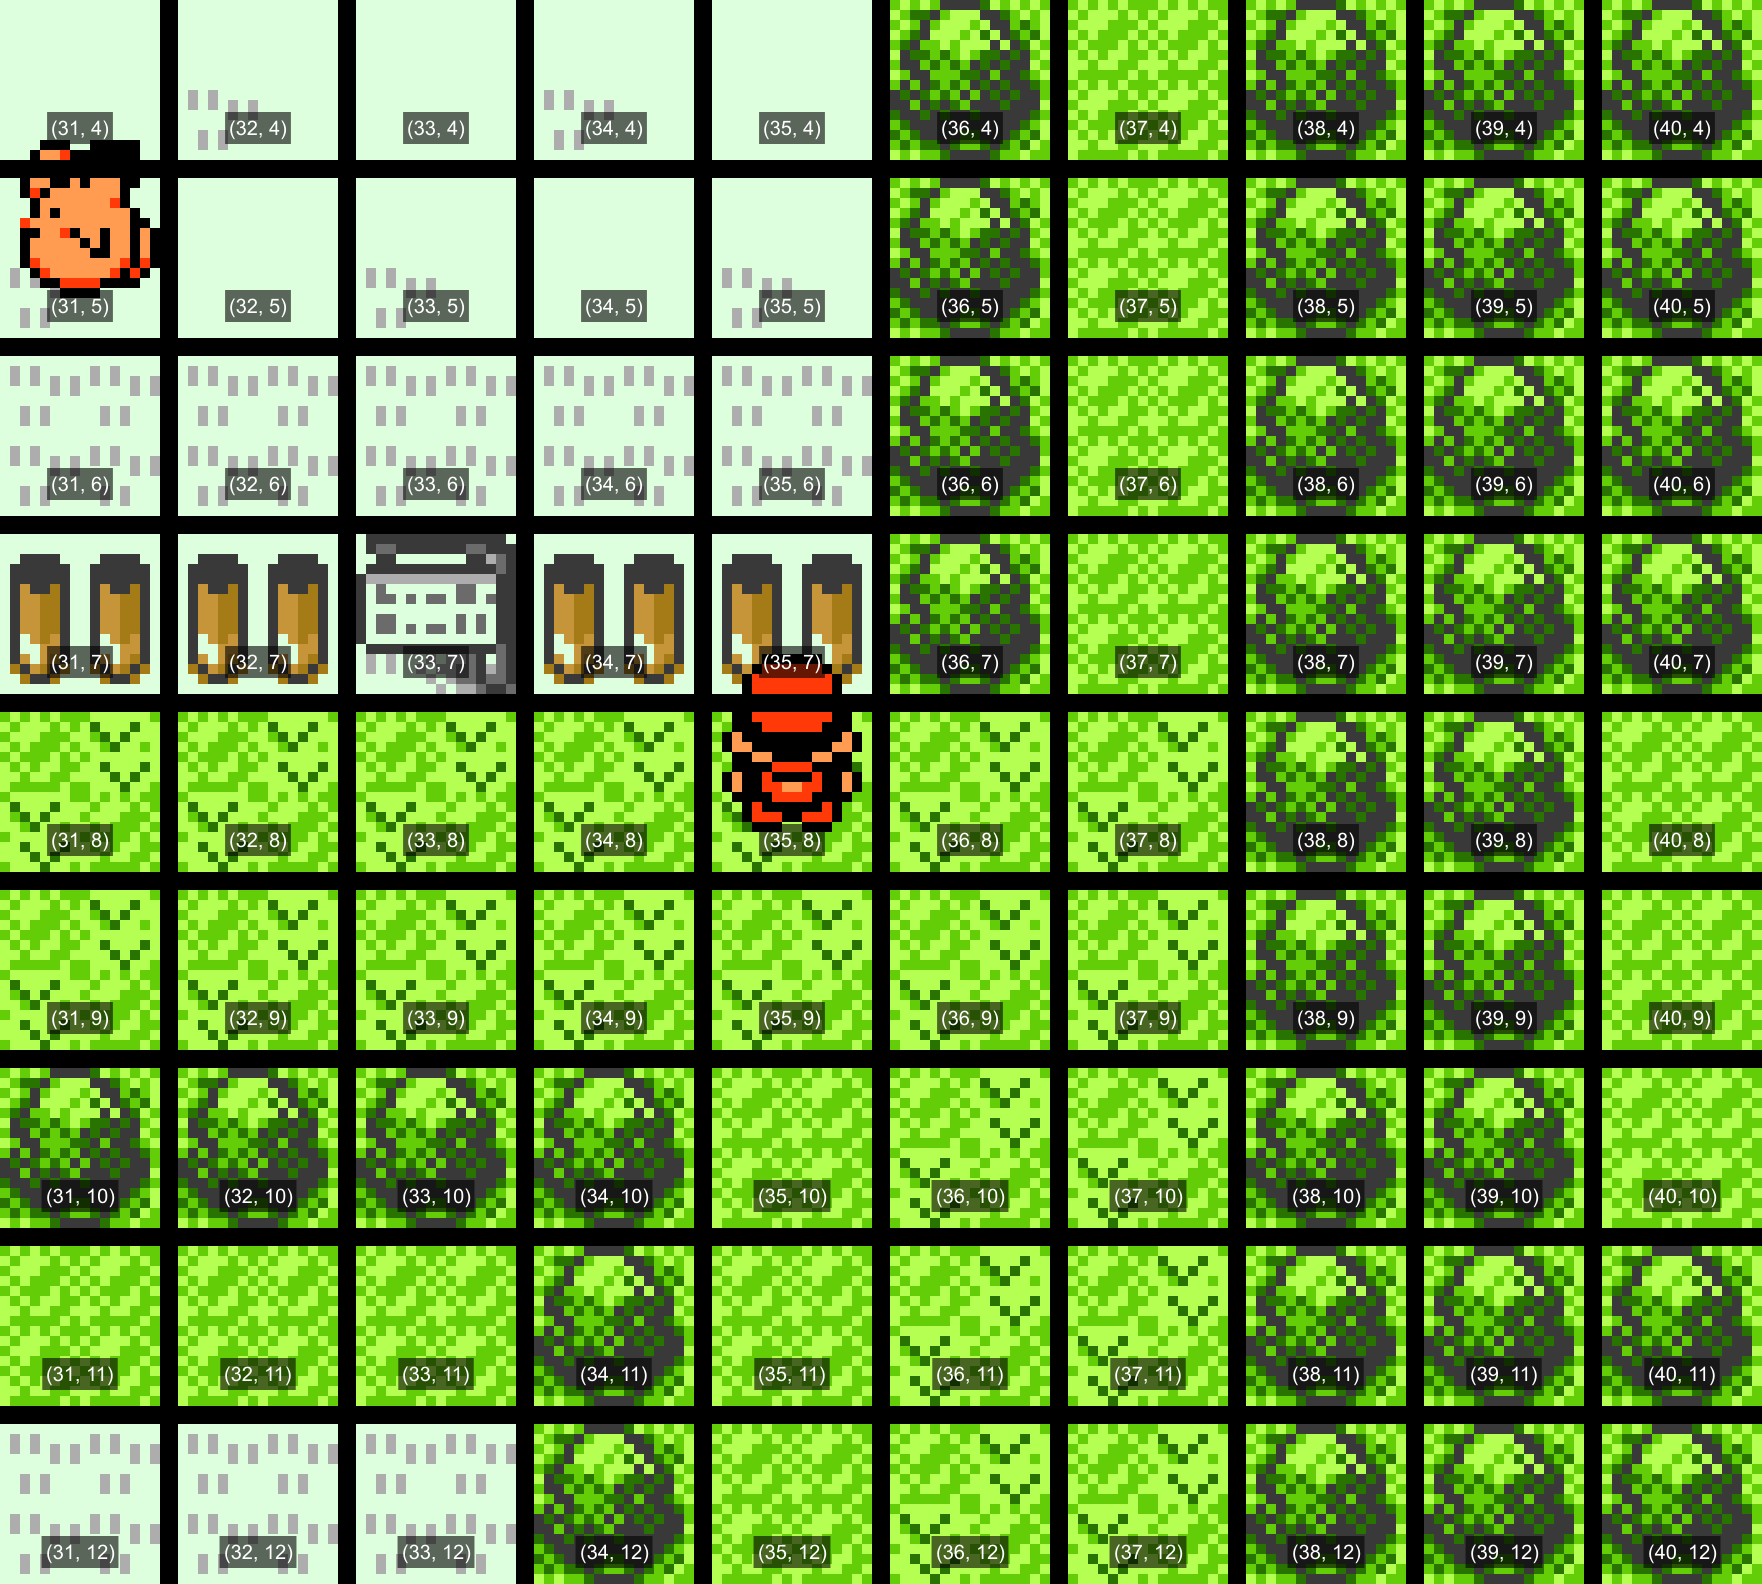 (31, 4) (32, 4) (33, 4) (34, 4) (35, 4) (36, 4) (37, 4) (38, 4) (39, 4) (40, 4)
(31, 5) (32, 5) (33, 5) (34, 5) (35, 5) (36, 5) (37, 5) (38, 5) (39, 5) (40, 5)
(31, 6) (32, 6) (33, 6) (34, 6) (35, 6) (36, 6) (37, 6) (38, 6) (39, 6) (40, 6)
(31, 7) (32, 7) (33, 7) (34, 7) (35, 7) (36, 7) (37, 7) (38, 7) (39, 7) (40, 7)
(31, 8) (32, 8) (33, 8) (34, 8) (35, 8) (36, 8) (37, 8) (38, 8) (39, 8) (40, 8)
(31, 9) (32, 9) (33, 9) (34, 9) (35, 9) (36, 9) (37, 9) (38, 9) (39, 9) (40, 9)
(31, 10) (32, 10) (33, 10) (34, 10) (35, 10) (36, 10) (37, 10) (38, 10) (39, 10) (40, 10)
(31, 11) (32, 11) (33, 11) (34, 11) (35, 11) (36, 11) (37, 11) (38, 11) (39, 11) (40, 11)
(31, 12) (32, 12) (33, 12) (34, 12) (35, 12) (36, 12) (37, 12) (38, 12) (39, 12) (40, 12)